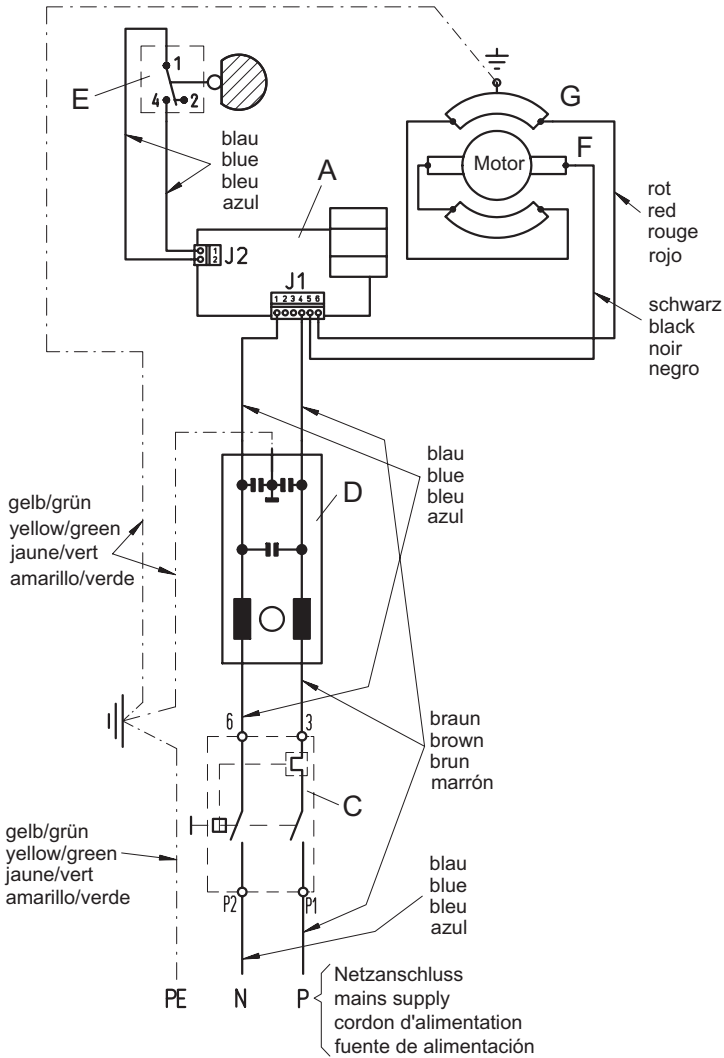 1
E
4
2
blau
blue
bleu
azul
A
G
Motor
F
rot
red
rouge
rojo
1
2
J2
J1
1 2 3 4 5 6
schwarz
black
noir
negro
blau
blue
bleu
azul
D
gelb/grün
yellow/green
jaune/vert
amarillo/verde
6
3
braun
brown
brun
marrón
C
gelb/grün
yellow/green
jaune/vert
amarillo/verde
P2
P1
blau
blue
bleu
azul
PE N P
Netzanschluss
mains supply
cordon d'alimentation
fuente de alimentación